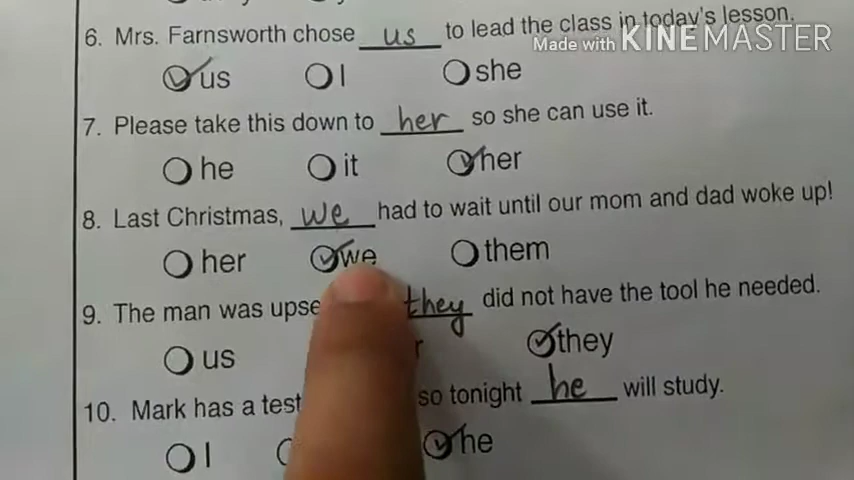 6. Mrs. Farnsworth chose us to lead the class in today's lesson.
Made with KINEMASTER
us I she
7. Please take this down to her so she can use it.
he it her
8. Last Christmas, we had to wait until our mom and dad woke up!
her we them
9. The man was upse they did not have the tool he needed.
us r they
10. Mark has a test so tonight he will study.
I he